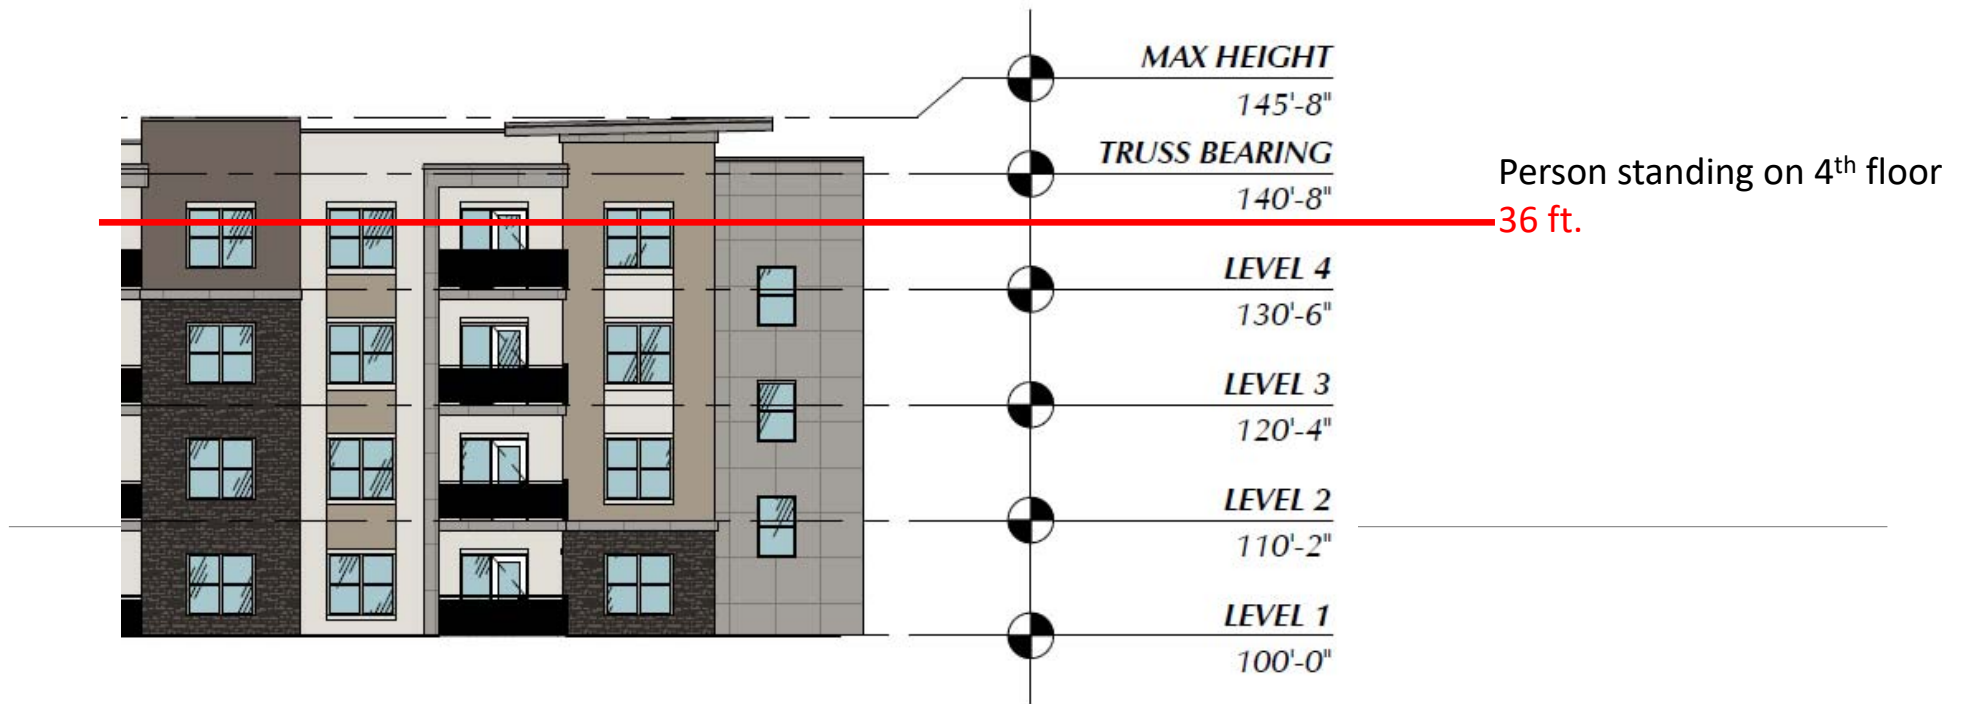 MAX HEIGHT
145'-8"
TRUSS BEARING
140'-8"
Person standing on 4th floor
36 ft.
LEVEL 4
130'-6"
LEVEL 3
120'-4"
LEVEL 2
110'-2"
LEVEL 1
100'-0"